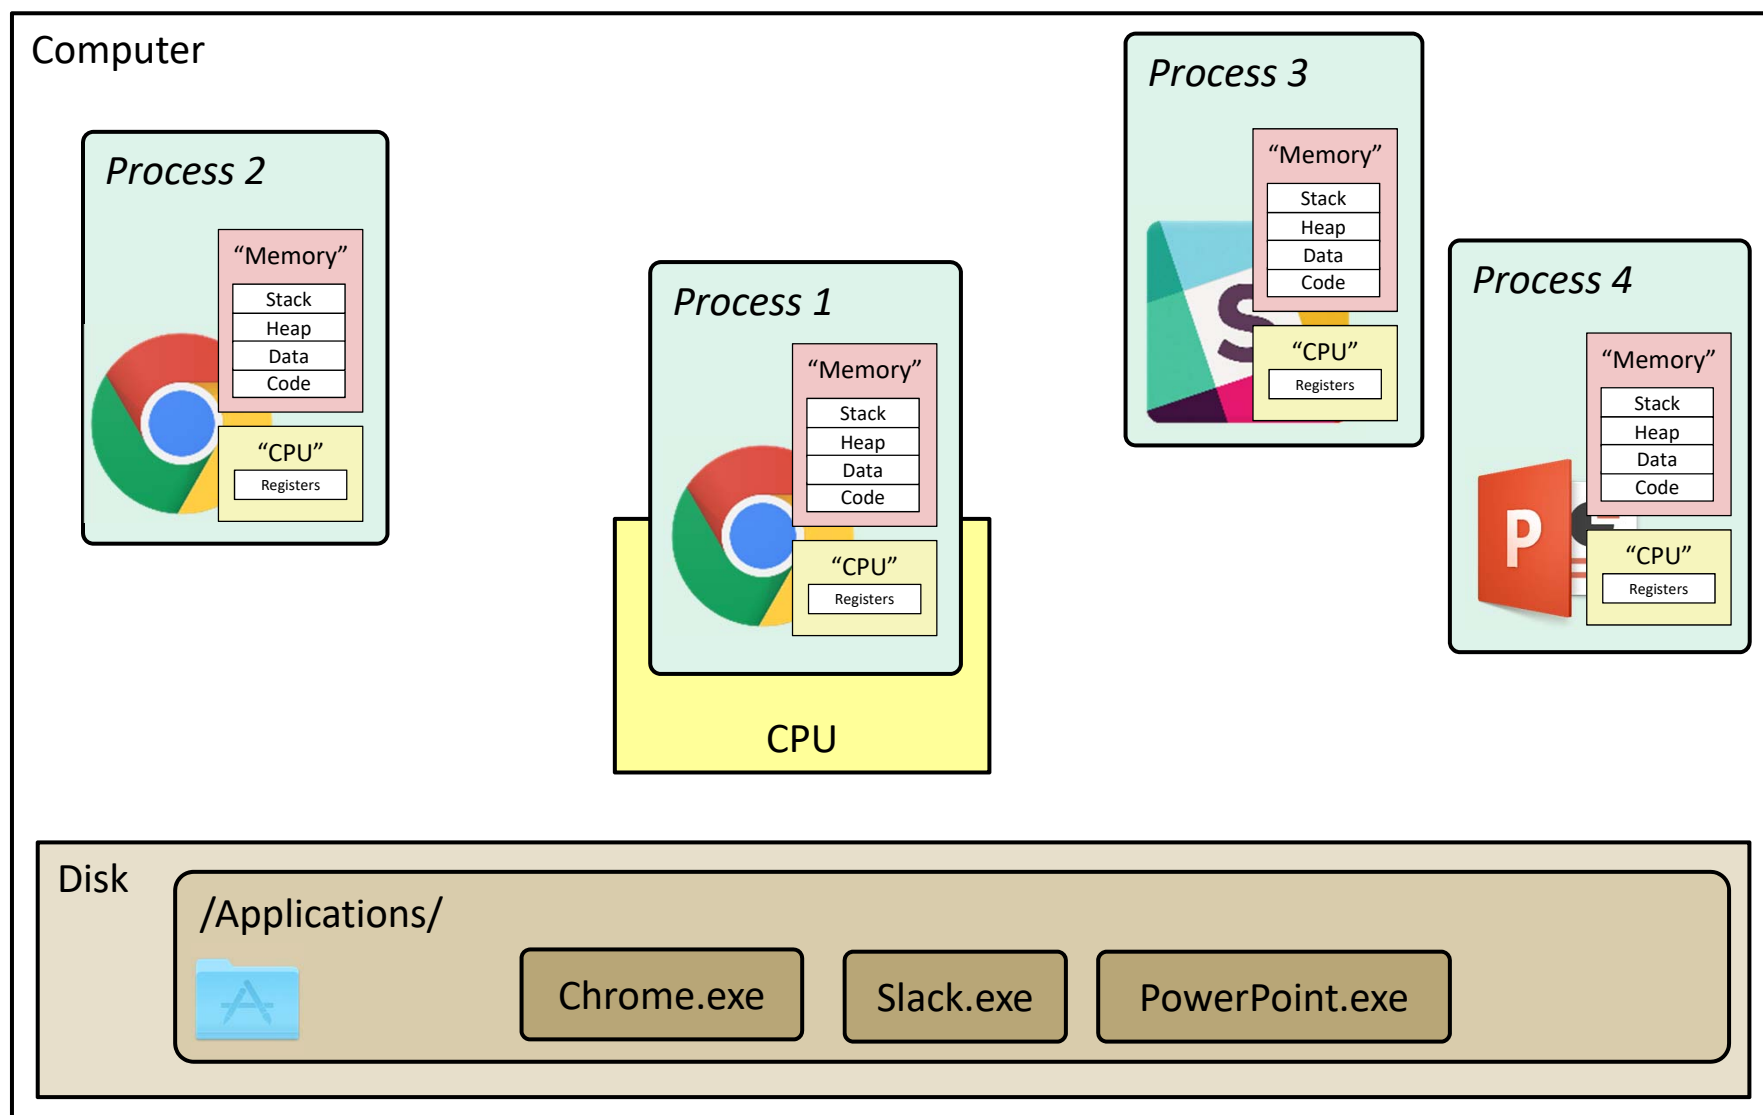 Computer
Process 2
“Memory”
Stack
Heap
Data
Code
“CPU”
Registers
Process 1
“Memory”
Stack
Heap
Data
Code
“CPU”
Registers
CPU
Process 3
“Memory”
Stack
Heap
Data
Code
S
“CPU”
Registers
Process 4
“Memory”
Stack
Heap
Data
Code
P
“CPU”
Registers
Disk
/Applications/
Chrome.exe
Slack.exe
PowerPoint.exe